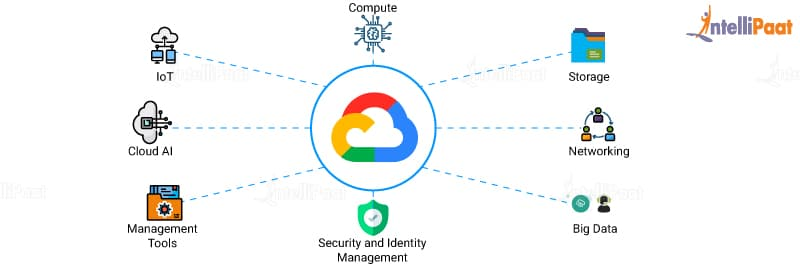 Compute
IntelliPaat
IoT
Storage
Cloud AI
Networking
Management
Tools
Security and Identity
Management
Big Data